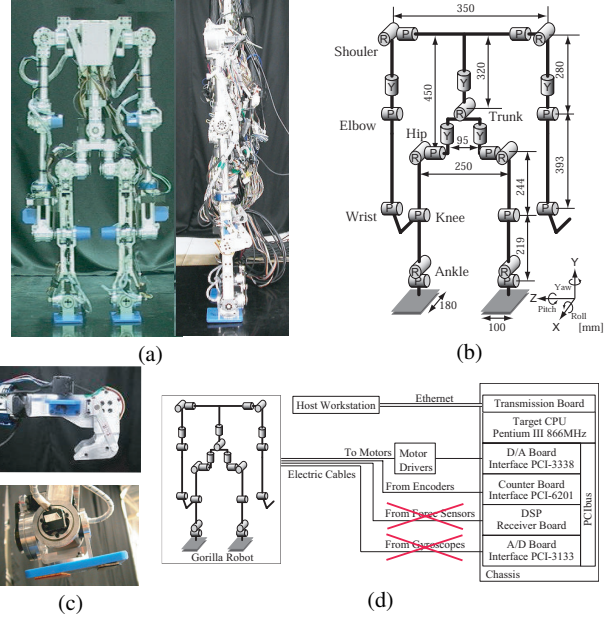 (a)
350
Shouler
R
P
P
R
Y
Y
Y
320
280
450
Elbow
P
R
Trunk
P
Hip
Y
Y
95
P
P
R
R
250
244
393
Wrist
P
P
Knee
P
P
219
Ankle
R
P
R
P
180
100
Y
Yaw
Z
Pitch
Roll
X
[mm]
(b)
(c)
Gorilla Robot
Host Workstation
Ethernet
To Motors
Motor
Drivers
Electric Cables
From Encoders
From Force Sensors
From Gyroscopes
Transmission Board
Target CPU
Pentium III 866MHz
D/A Board
Interface PCI-3338
Counter Board
Interface PCI-6201
DSP
Receiver Board
A/D Board
Interface PCI-3133
PCIbus
Chassis
(d)